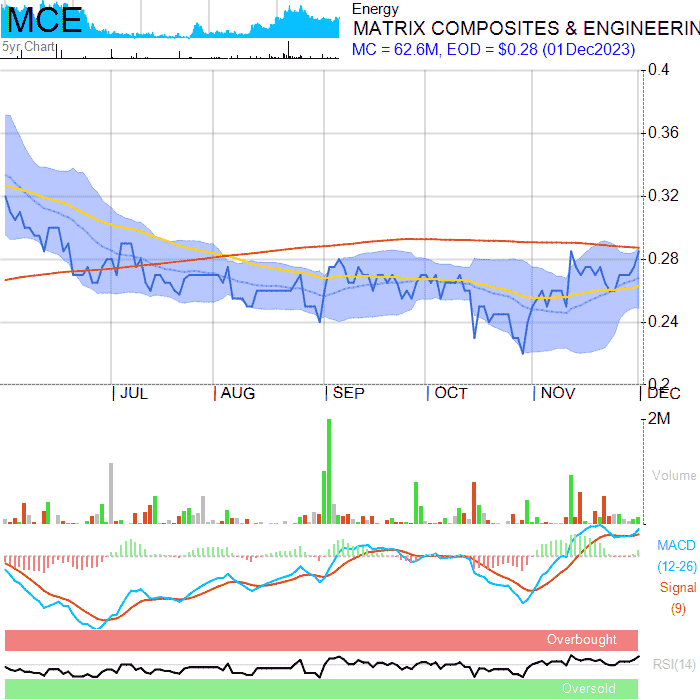 MCE
5yr. Chart
Energy
MATRIX COMPOSITES & ENGINEERIN
MC = 62.6M, EOD = $0.28 (01Dec2023)
0.4
0.36
0.32
0.28
0.24
0.2
JUL AUG SEP OCT NOV DEC
2M
Volume
MACD
(12-26)
Signal
(9)
Overbought
RSI(14)
Oversold